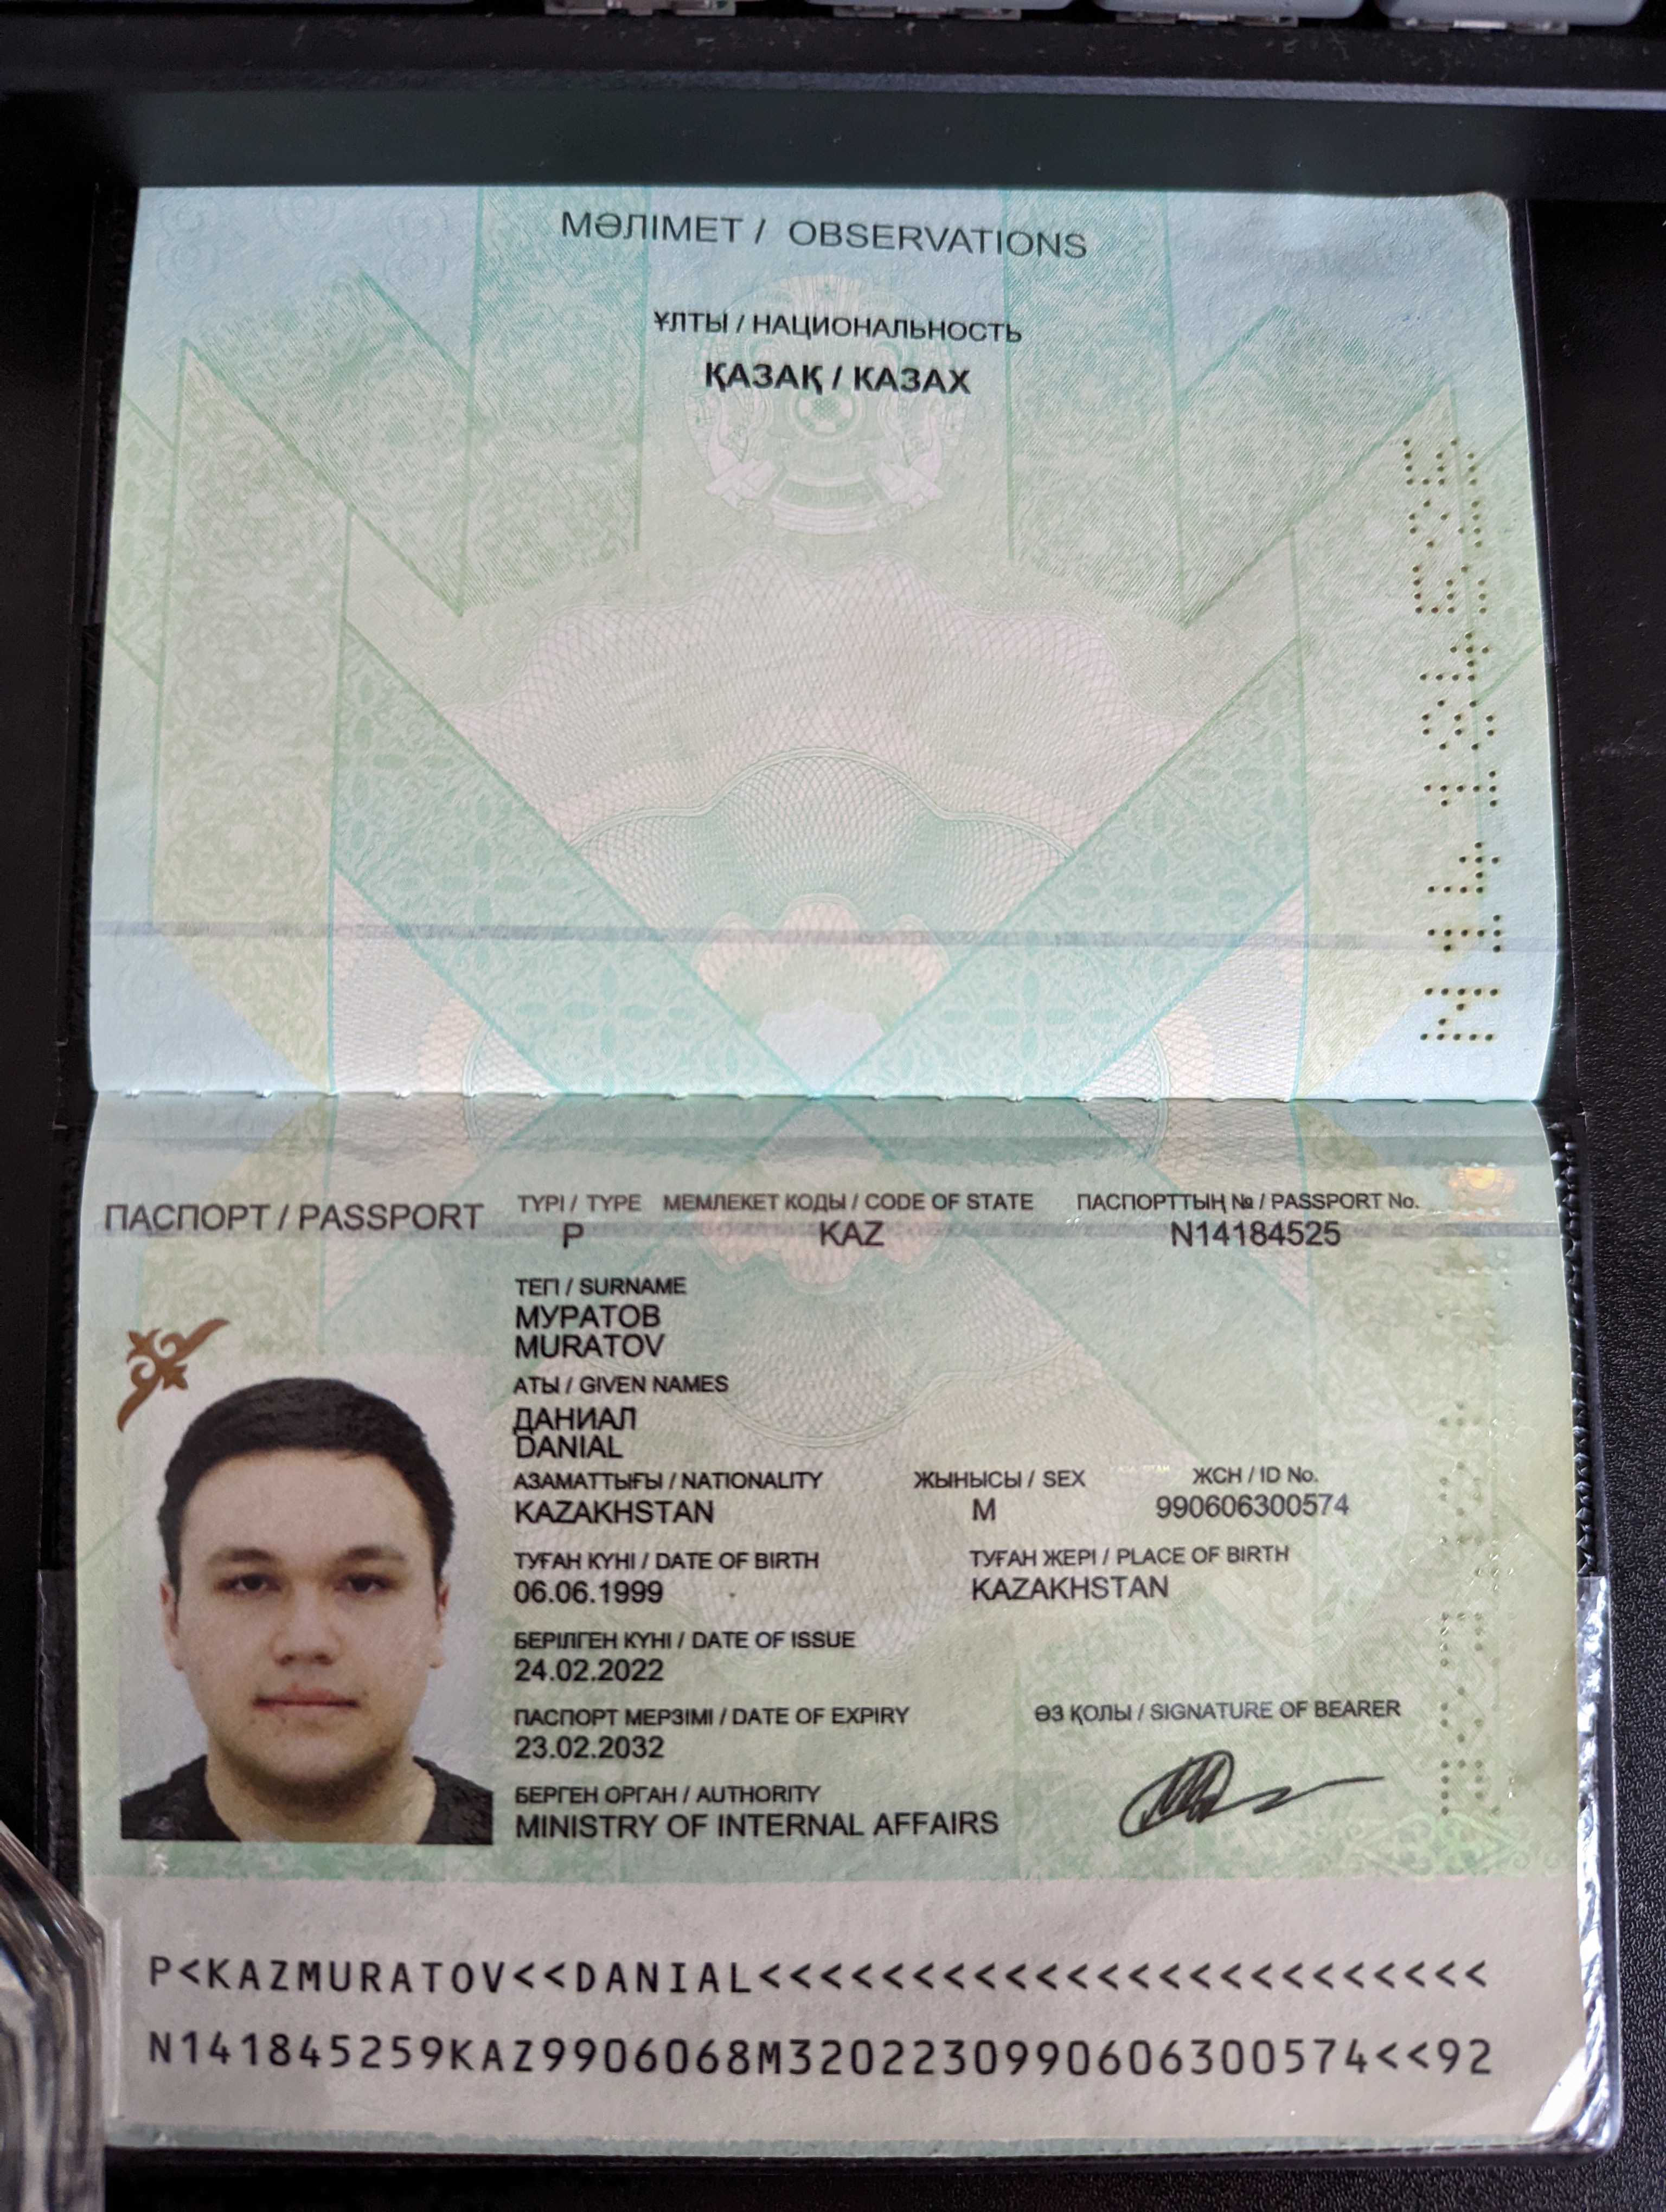 МӘЛІМЕТ / OBSERVATIONS
ҰЛТЫ / НАЦИОНАЛЬНОСТЬ
ҚАЗАҚ / КАЗАХ
N14184525
ПАСПОРТ / PASSPORT
ТҮРІ / TYPE МЕМЛЕКЕТ КОДЫ / CODE OF STATE ПАСПОРТТЫҢ № / PASSPORT No.
P KAZ N14184525
ТЕГІ / SURNAME
МУРАТОВ
MURATOV
АТЫ / GIVEN NAMES
ДАНИАЛ
DANIAL
АЗАМАТТЫҒЫ / NATIONALITY ЖЫНЫСЫ / SEX ЖСН / ID No.
KAZAKHSTAN M 990606300574
ТУҒАН КҮНІ / DATE OF BIRTH ТУҒАН ЖЕРІ / PLACE OF BIRTH
06.06.1999 KAZAKHSTAN
БЕРІЛГЕН КҮНІ / DATE OF ISSUE
24.02.2022
ПАСПОРТ МЕРЗІМІ / DATE OF EXPIRY ӨЗ ҚОЛЫ / SIGNATURE OF BEARER
23.02.2032
БЕРГЕН ОРГАН / AUTHORITY
MINISTRY OF INTERNAL AFFAIRS
P<KAZMURATOV<<DANIAL<<<<<<<<<<<<<<<<<<<<<<<<
N141845259KAZ9906068M3202230990606300574<<92